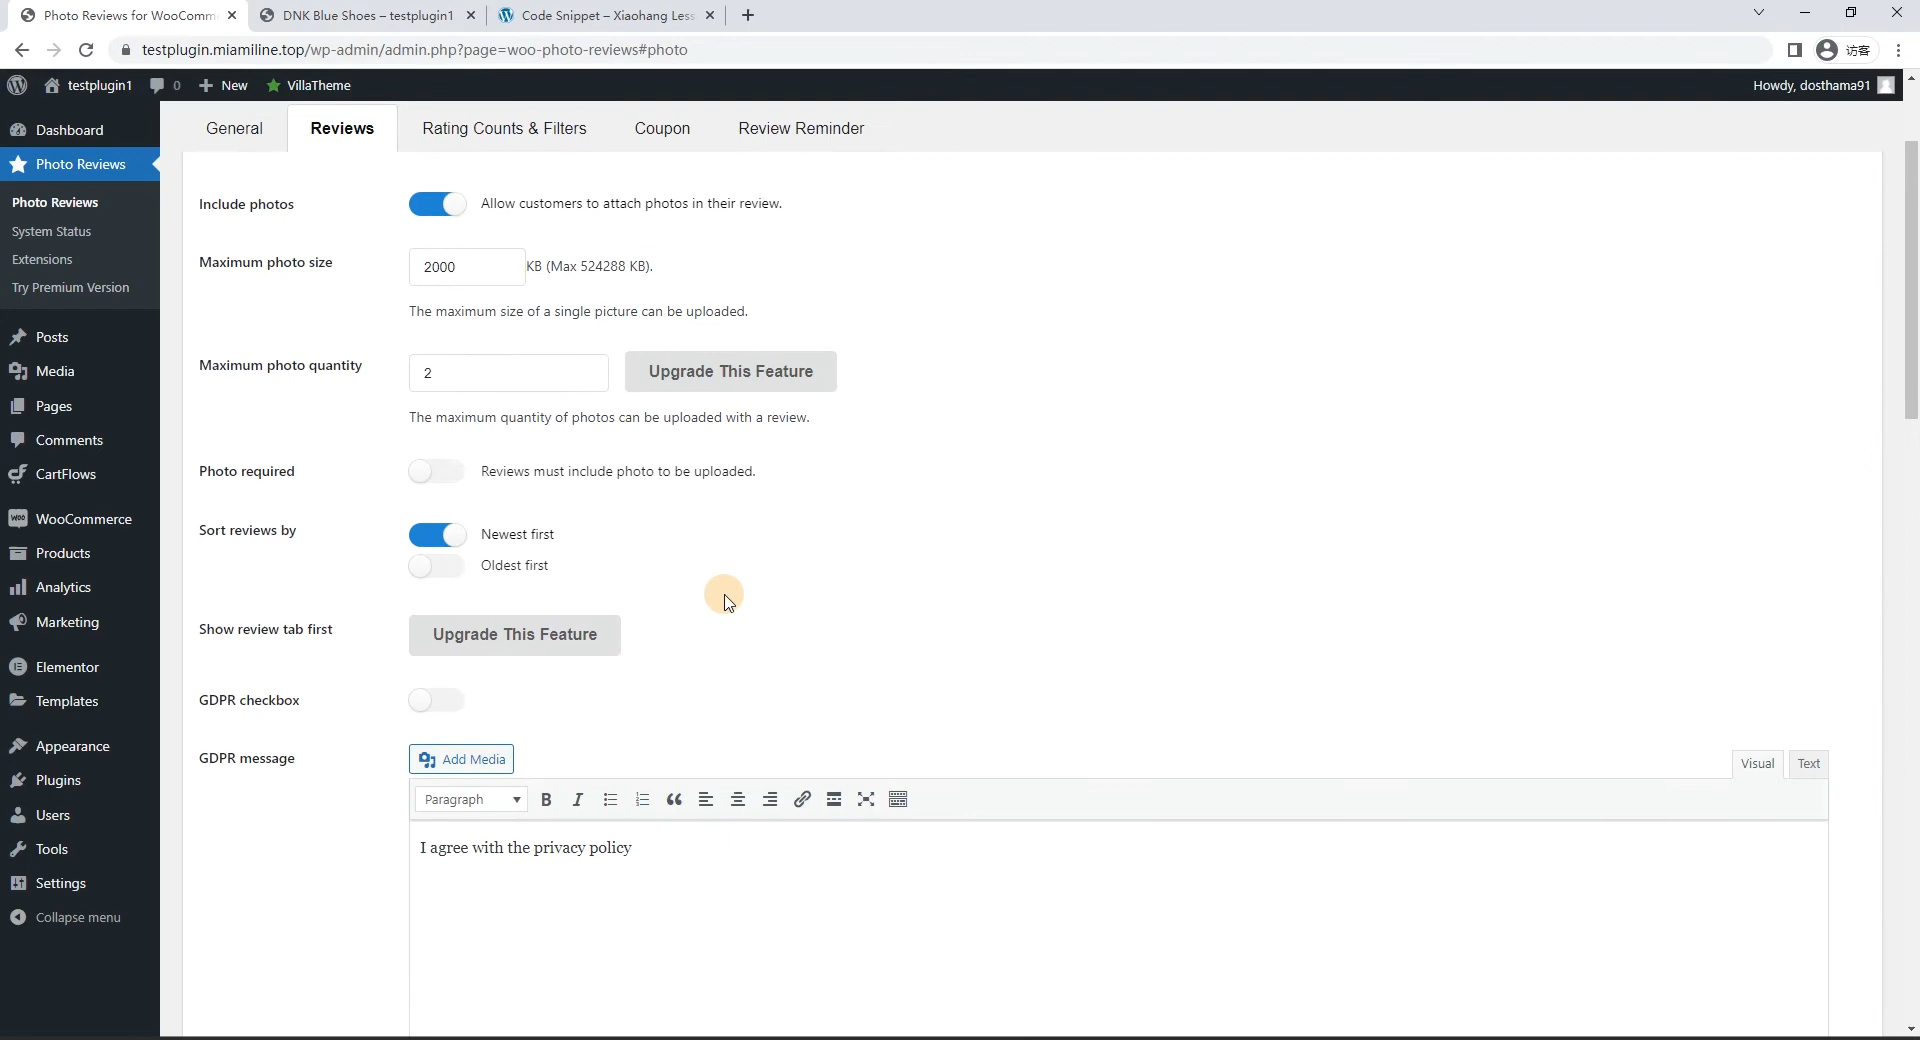 Photo Reviews for WooComm
DNK Blue Shoes – testplugin1
Code Snippet – Xiaohang Less
testplugin.miamiline.top/wp-admin/admin.php?page=woo-photo-reviews#photo
访客
testplugin1
0
New
VillaTheme
Howdy, dosthama91
Dashboard
Photo Reviews
Photo Reviews
System Status
Extensions
Try Premium Version
Posts
Media
Pages
Comments
CartFlows
WooCommerce
Products
Analytics
Marketing
Elementor
Templates
Appearance
Plugins
Users
Tools
Settings
Collapse menu
General
Reviews
Rating Counts & Filters
Coupon
Review Reminder
Include photos
Allow customers to attach photos in their review.
Maximum photo size
2000
KB (Max 524288 KB).
The maximum size of a single picture can be uploaded.
Maximum photo quantity
2
Upgrade This Feature
The maximum quantity of photos can be uploaded with a review.
Photo required
Reviews must include photo to be uploaded.
Sort reviews by
Newest first
Oldest first
Show review tab first
Upgrade This Feature
GDPR checkbox
GDPR message
Add Media
Visual
Text
Paragraph
I agree with the privacy policy